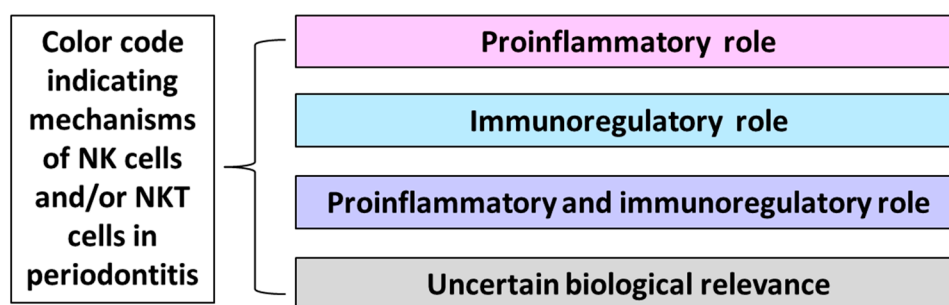 Color code
indicating
mechanisms
of NK cells
and/or NKT
cells in
periodontitis
Proinflammatory role
Immunoregulatory role
Proinflammatory and immunoregulatory role
Uncertain biological relevance